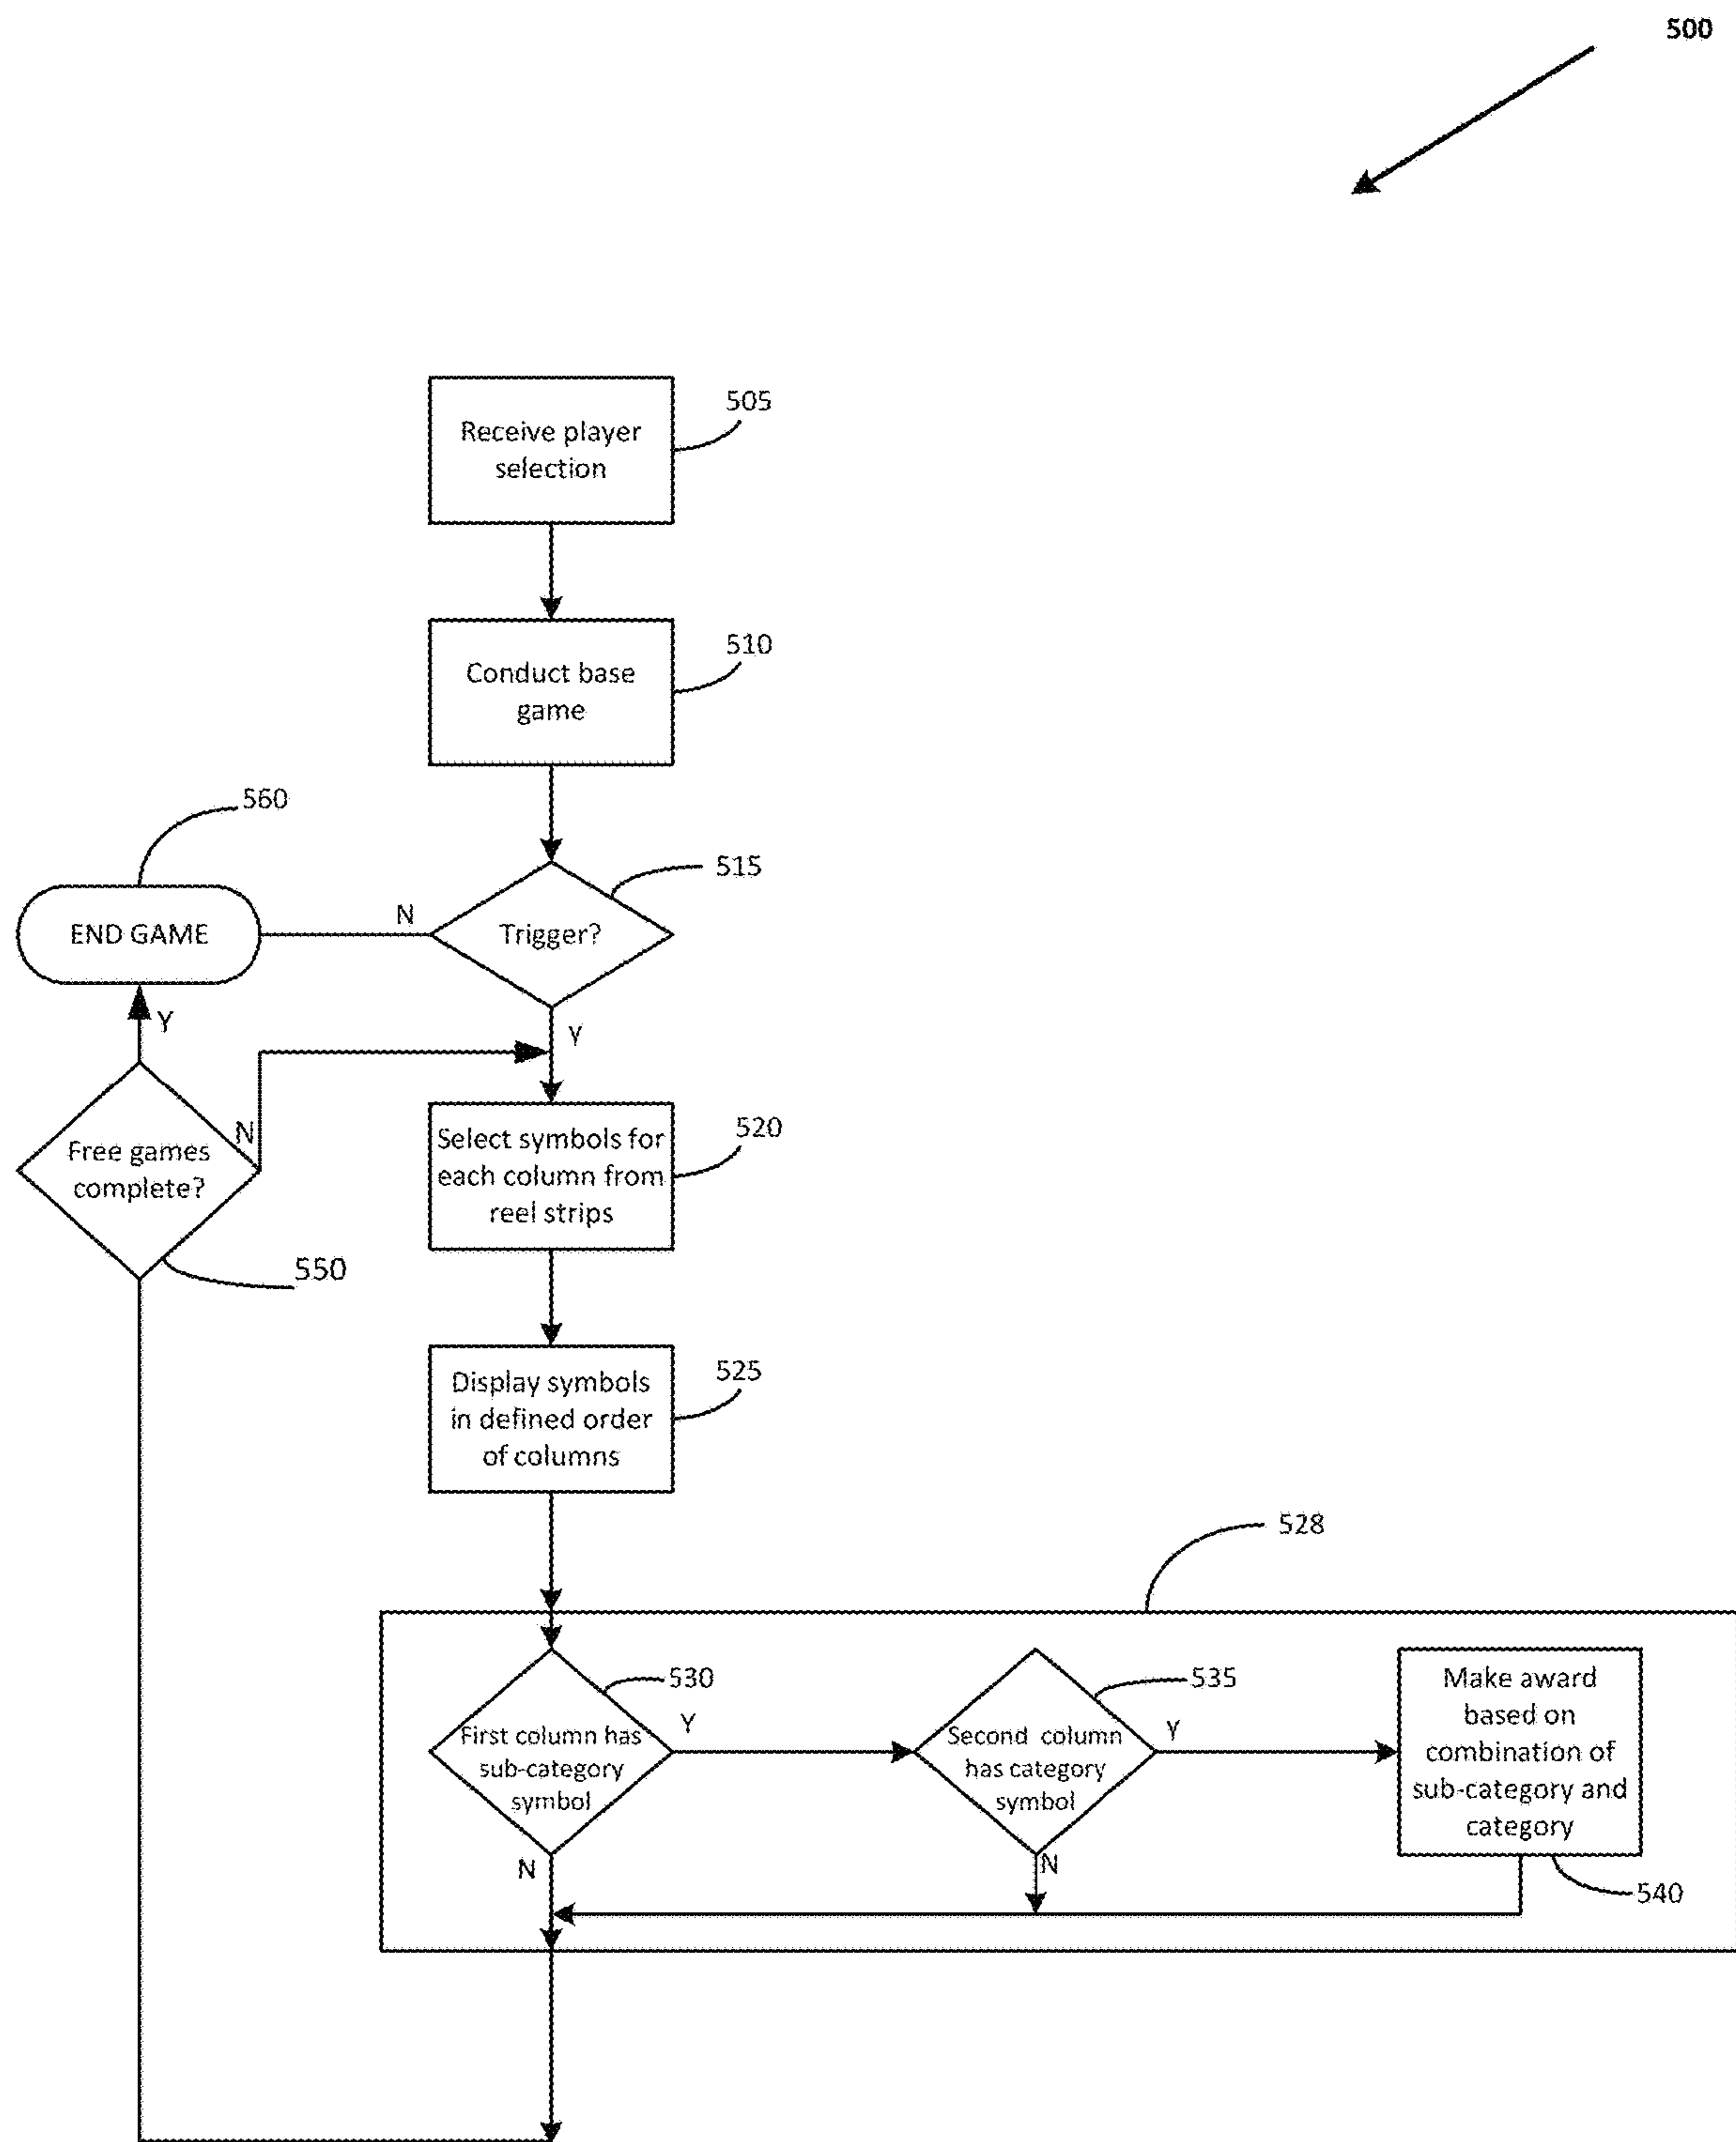 500
Receive player
selection
505
Conduct base
game
510
560
515
END GAME
N
Trigger?
Y
Y
N
Free games
complete?
550
Select symbols for
each column from
reel strips
520
Display symbols
in defined order
of columns
525
528
530
First column has
sub-category
symbol
Y
N
535
Second column
has category
symbol
Y
N
Make award
based on
combination of
sub-category and
category
540